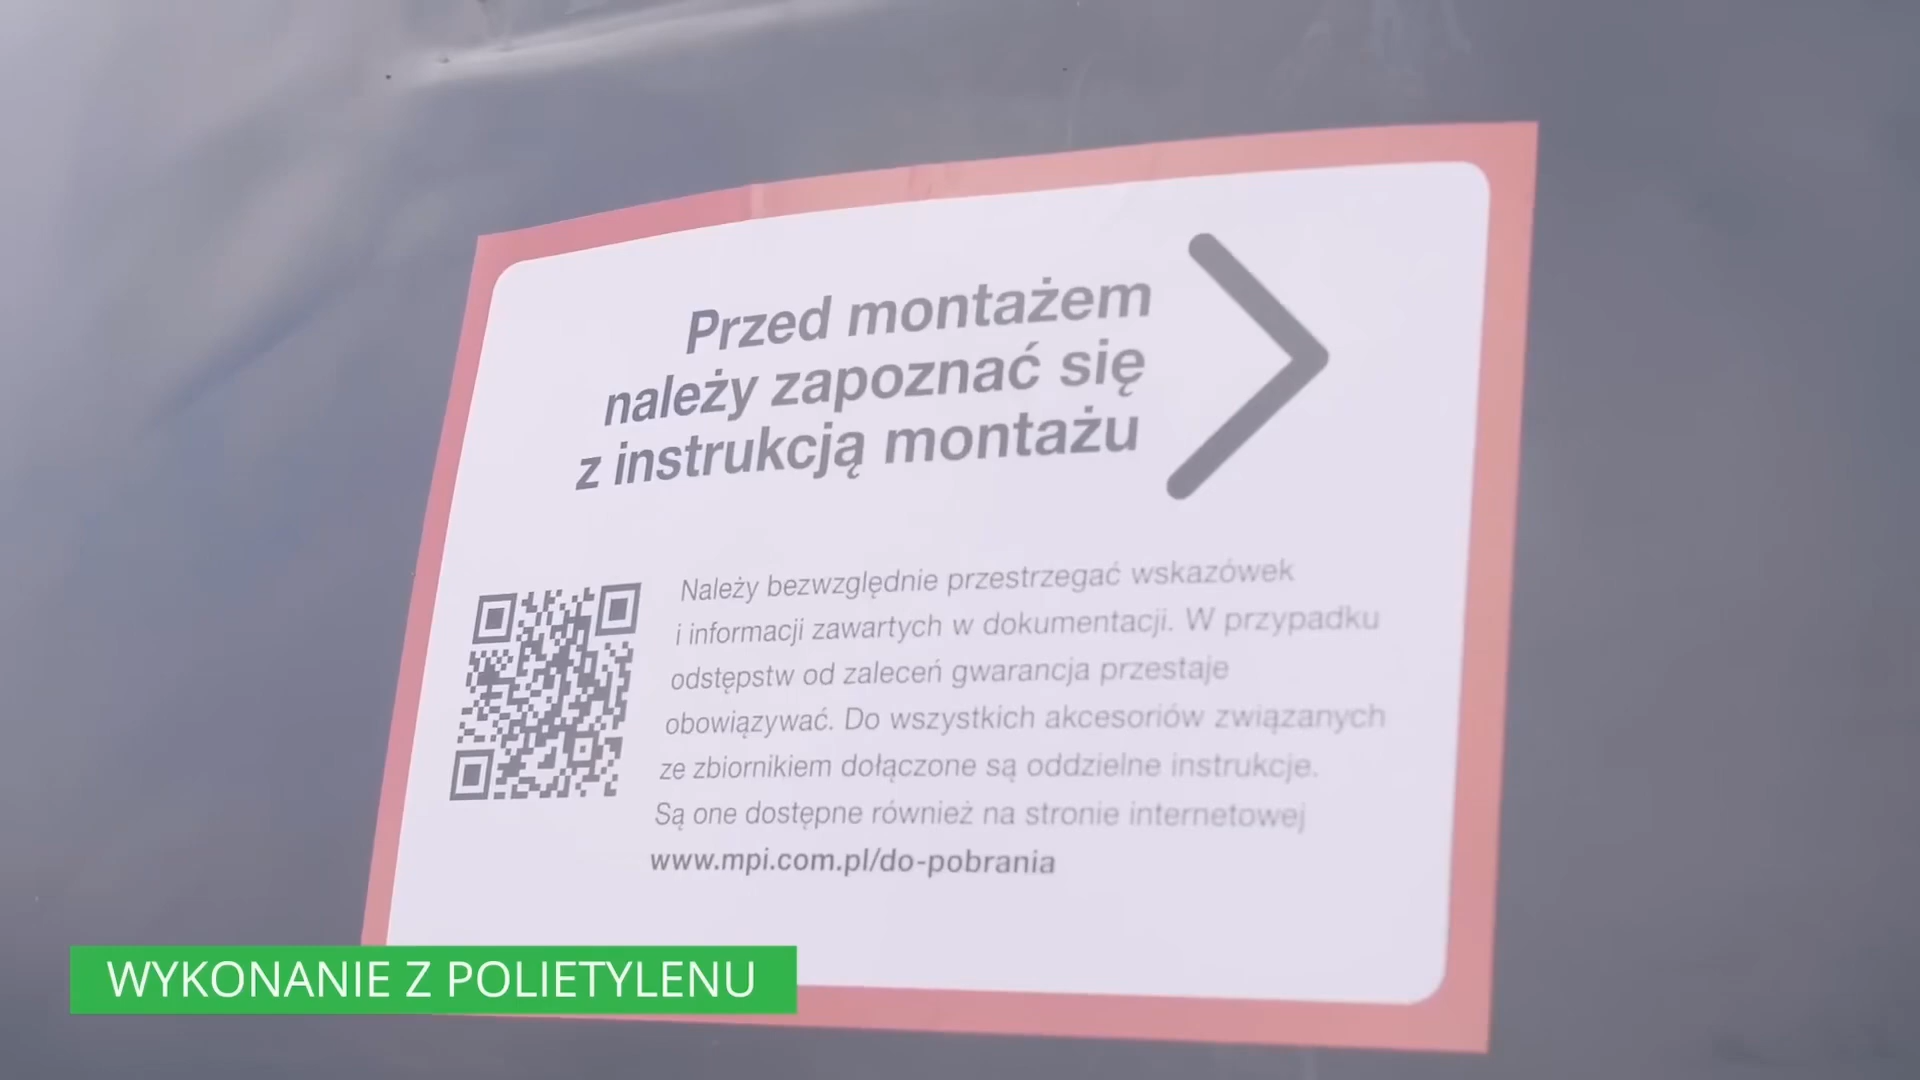 Przed montażem
należy zapoznać się
z instrukcją montażu
Należy bezwzględnie przestrzegać wskazówek
i informacji zawartych w dokumentacji. W przypadku
odstępstw od zaleceń gwarancja przestaje
obowiązywać. Do wszystkich akcesoriów związanych
ze zbiornikiem dołączone są oddzielne instrukcje.
Są one dostępne również na stronie internetowej
www.mpi.com.pl/do-pobrania
WYKONANIE Z POLIETYLENU